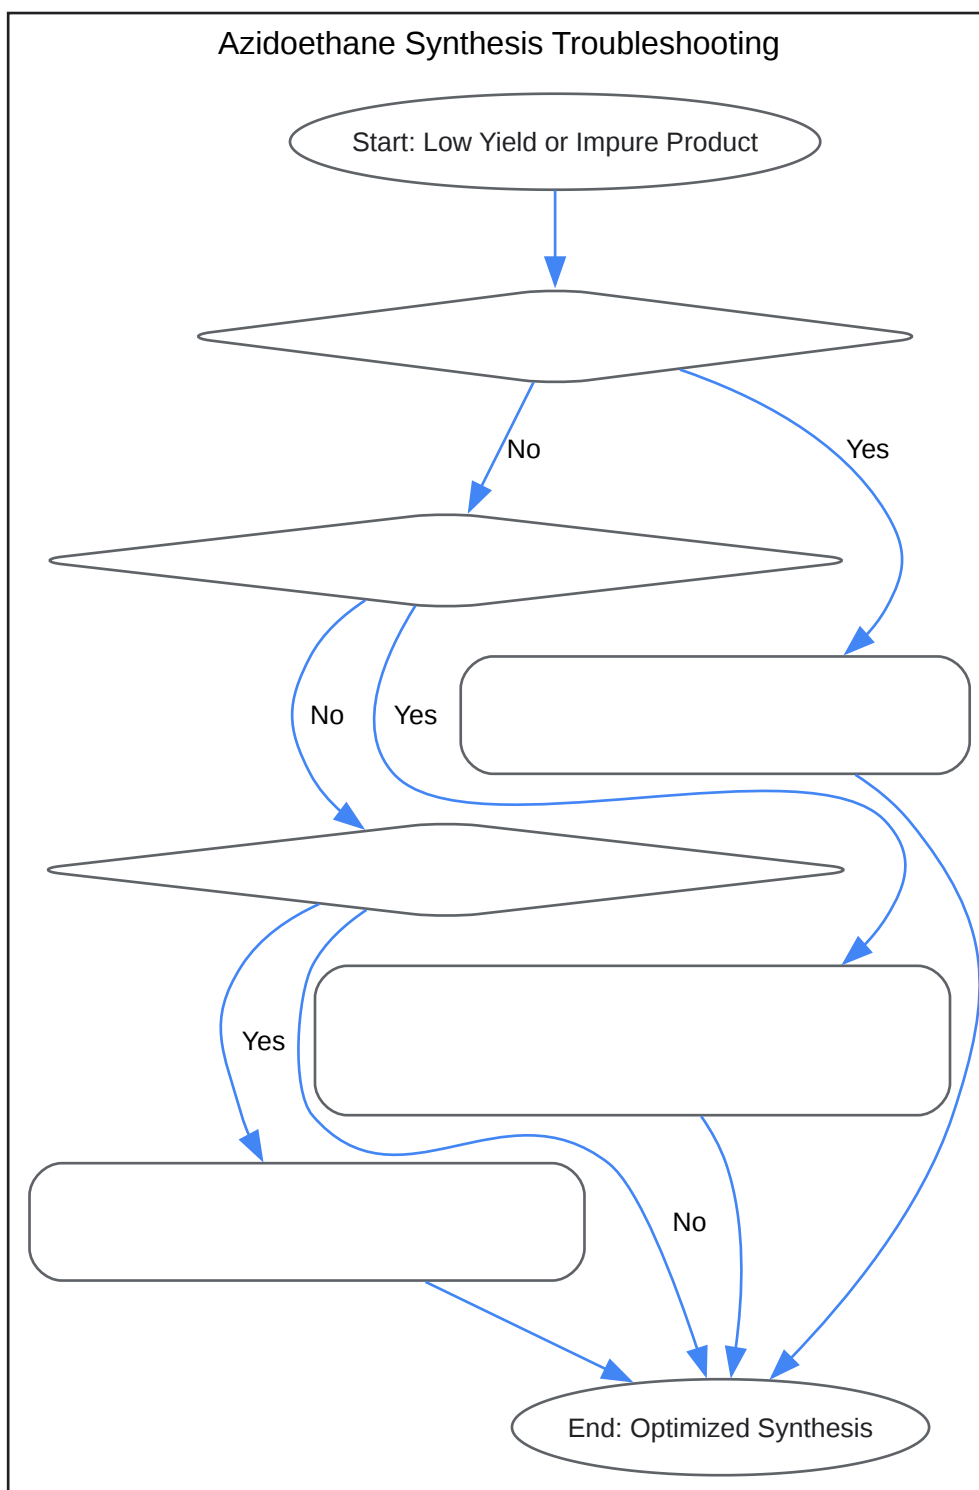 Azidoethane Synthesis Troubleshooting
Start: Low Yield or Impure Product
No
Yes
No
Yes
Yes
No
End: Optimized Synthesis